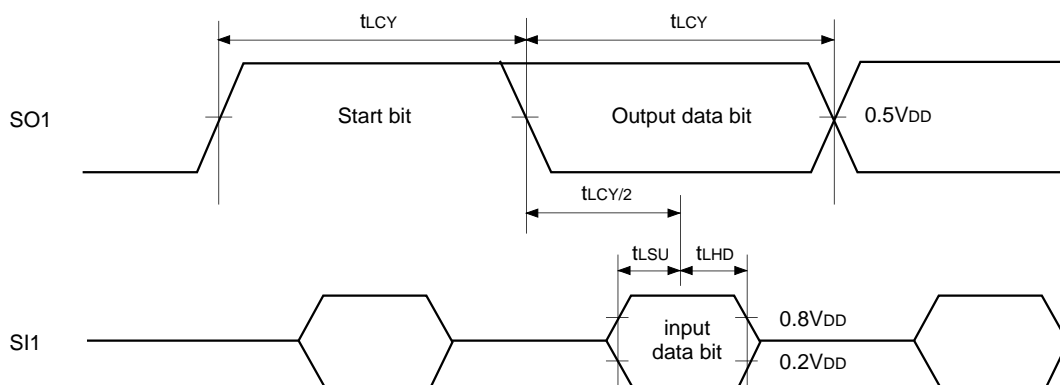 tLCY tLCY
SO1 Start bit Output data bit 0.5VDD
tLCY/2
tLSU tLHD
SI1 input data bit 0.8VDD
0.2VDD